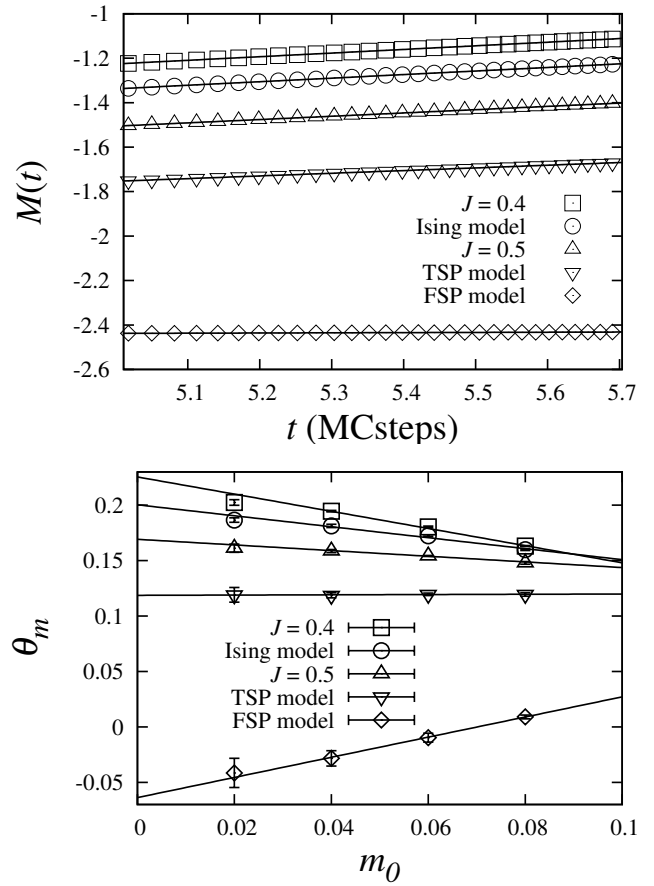 -1
-1.2
-1.4
-1.6
-1.8
-2
-2.2
-2.4
-2.6
M(t)
J = 0.4
Ising model
J = 0.5
TSP model
FSP model
5.1 5.2 5.3 5.4 5.5 5.6 5.7
t (MCsteps)
0.2
0.15
0.1
0.05
0
-0.05
θm
J = 0.4
Ising model
J = 0.5
TSP model
FSP model
0 0.02 0.04 0.06 0.08 0.1
m0